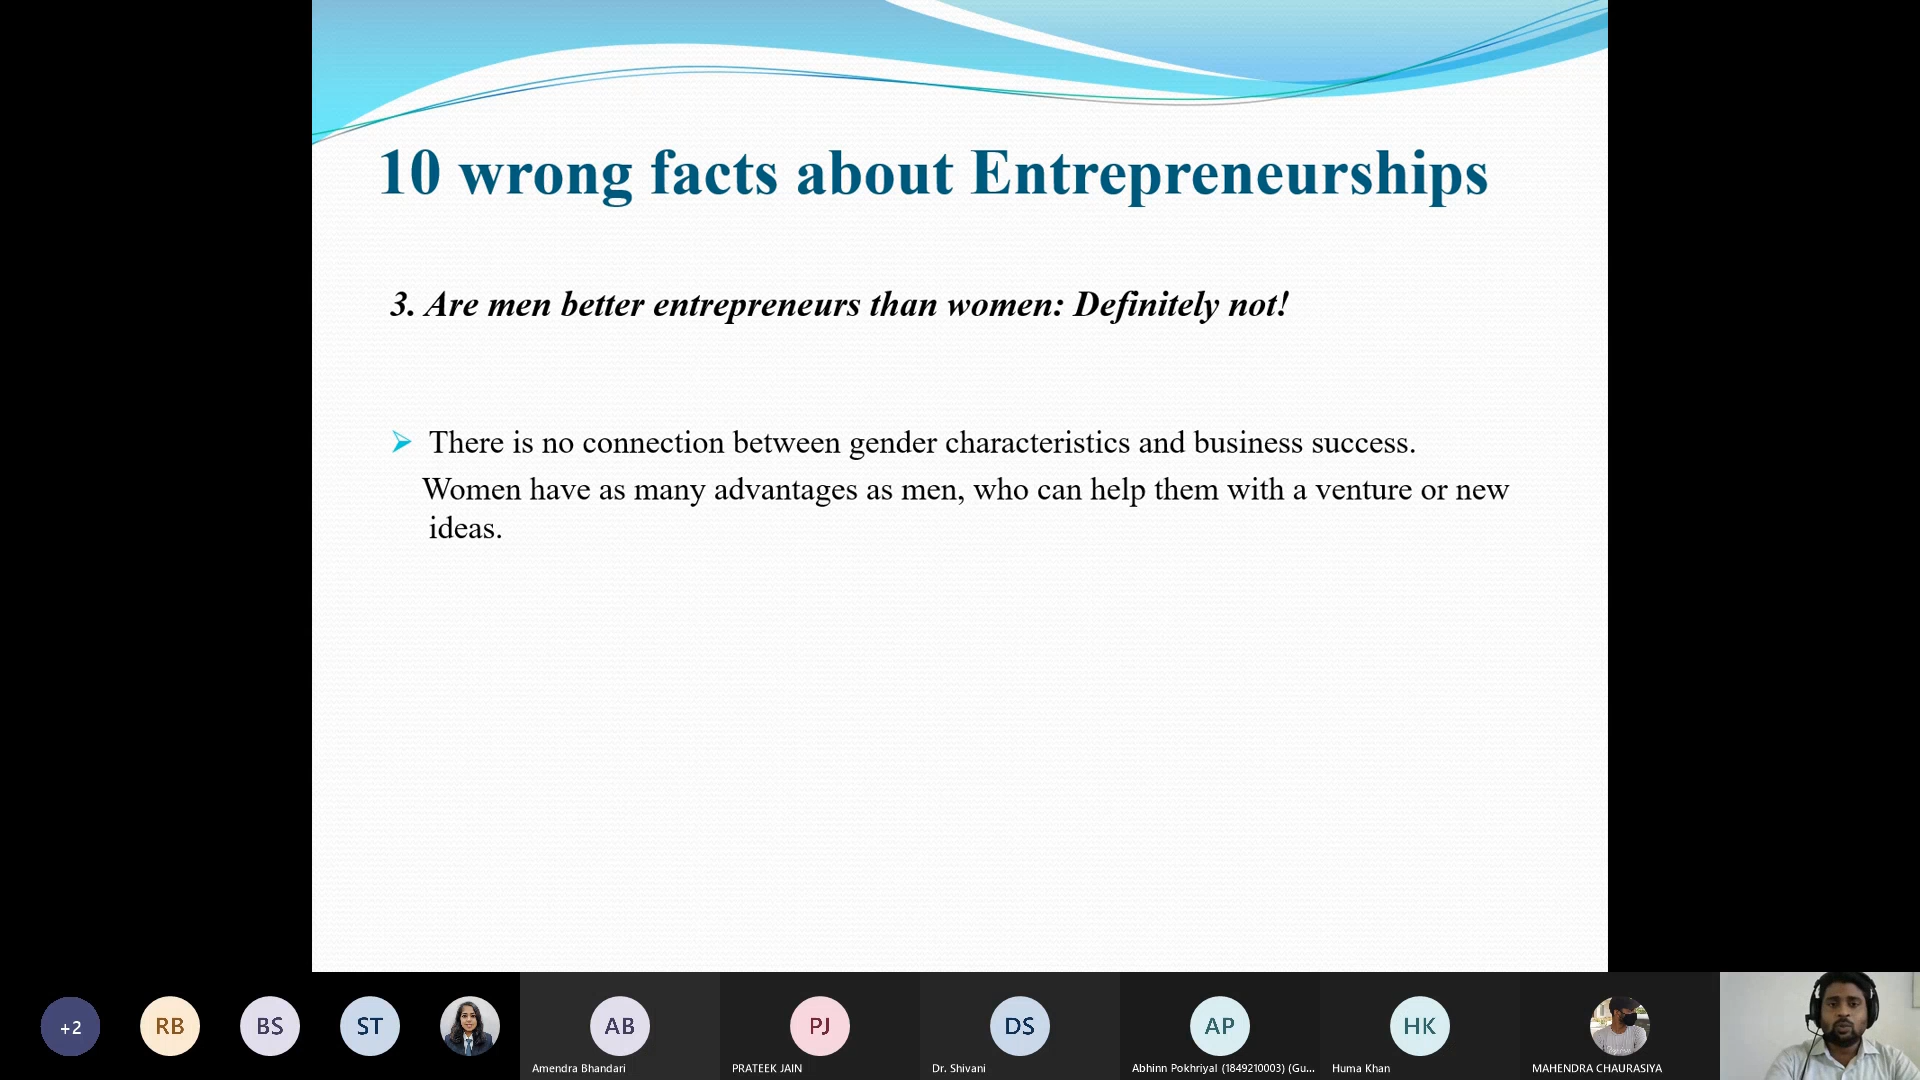 10 wrong facts about Entrepreneurships
3. Are men better entrepreneurs than women: Definitely not!
There is no connection between gender characteristics and business success.
Women have as many advantages as men, who can help them with a venture or new
ideas.
+2
RB
BS
ST
AB
PJ
DS
AP
HK
Amendra Bhandari
PRATEEK JAIN
Dr. Shivani
Abhinn Pokhriyal (1849210003) (Gu...
Huma Khan
MAHENDRA CHAURASIYA